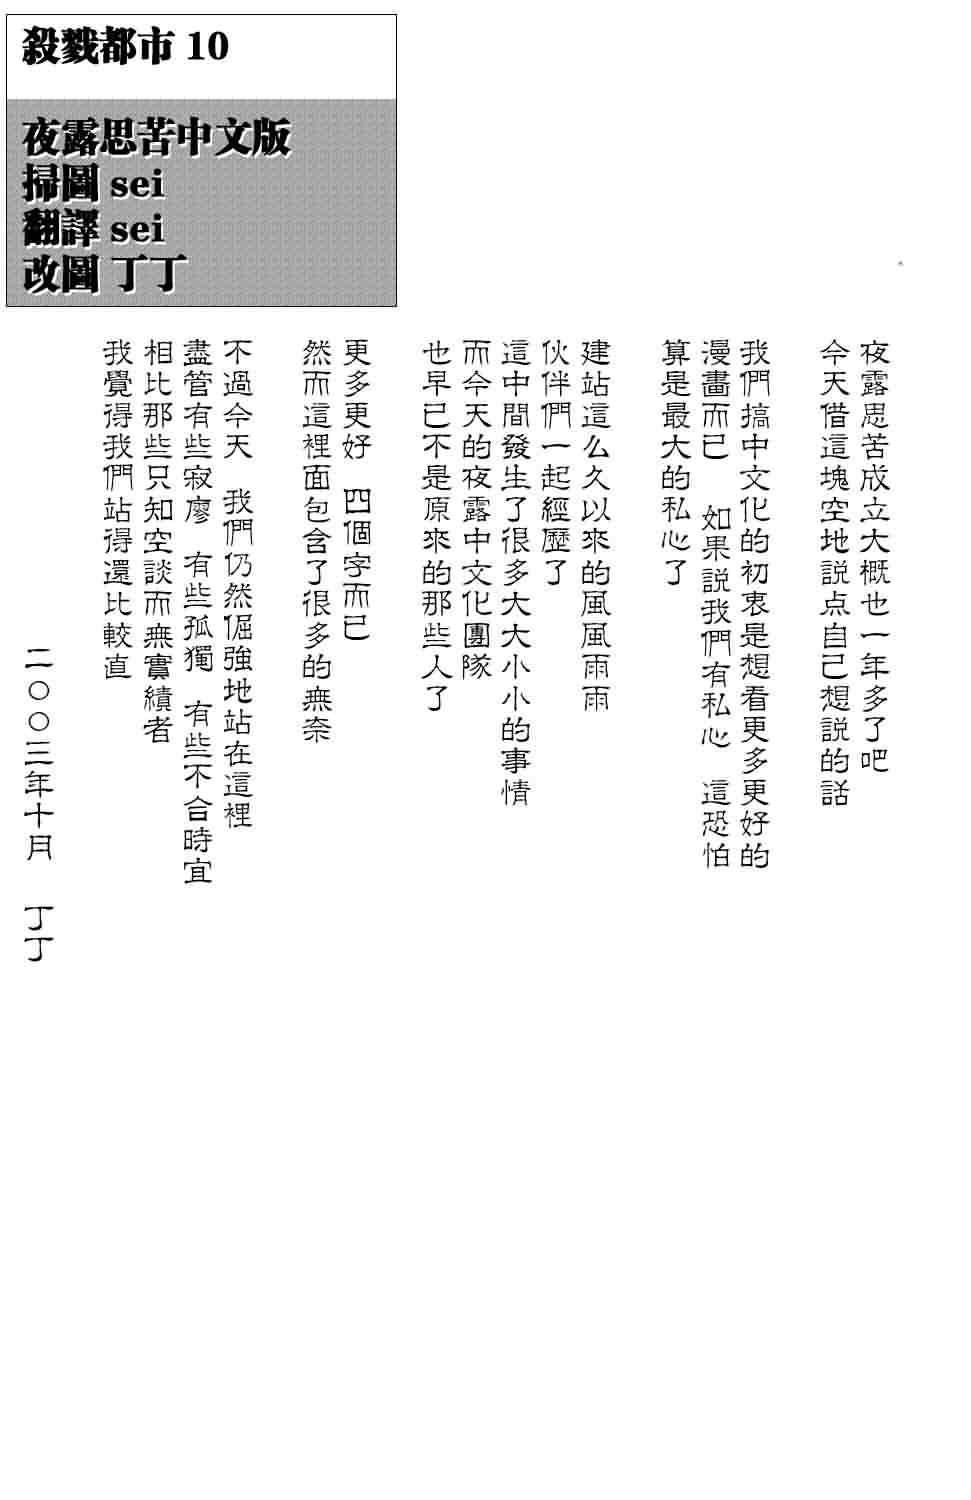 殺戮都市 10
夜露思苦中文版
掃圖 sei
翻譯 sei
改圖 丁丁
夜露思苦成立大概也一年多了吧
今天借這塊空地説点自己想説的話
我們搞中文化的初衷是想看更多更好的
漫畫而已 如果説我們有私心 這恐怕
算是最大的私心了
建站這么久以來的風風雨雨
伙伴們一起經歷了
這中間發生了很多大大小小的事情
而今天的夜露中文化團隊
也早已不是原來的那些人了
更多更好 四個字而已
然而這裡面包含了很多的無奈
不過今天 我們仍然倔強地站在這裡
盡管有些寂廖 有些孤獨 有些不合時宜
相比那些只知空談而無實績者
我覺得我們站得還比較直
二〇〇三年十月 丁丁